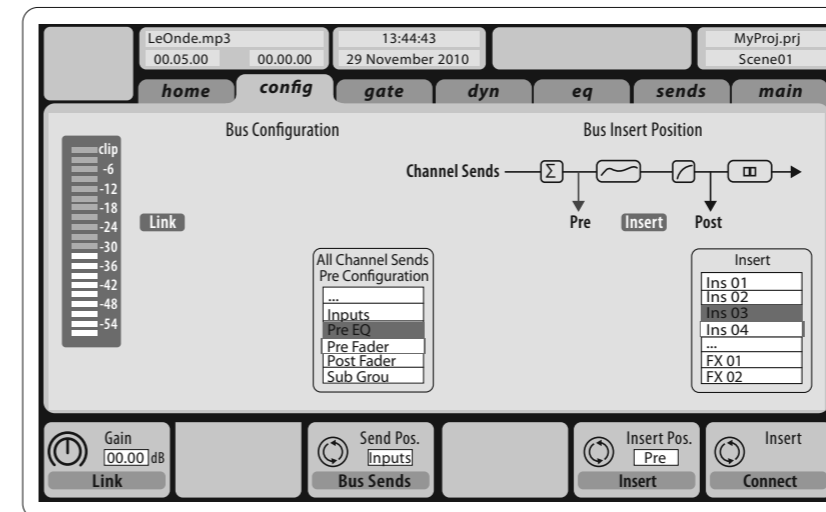 LeOnde.mp3
00.05.00 00.00.00
13:44:43
29 November 2010
MyProj.prj
Scene01
home config gate dyn eq sends main
Bus Configuration
clip
-6
-12
-18
-24
-30
-36
-42
-48
-54
Link
All Channel Sends
Pre Configuration
...
Inputs
Pre EQ
Pre Fader
Post Fader
Sub Grou
Bus Insert Position
Channel Sends Σ
Pre Insert Post
Insert
Ins 01
Ins 02
Ins 03
Ins 04
...
FX 01
FX 02
Gain
00.00 dB
Link
Send Pos.
Inputs
Bus Sends
Insert Pos.
Pre
Insert
Insert
Connect